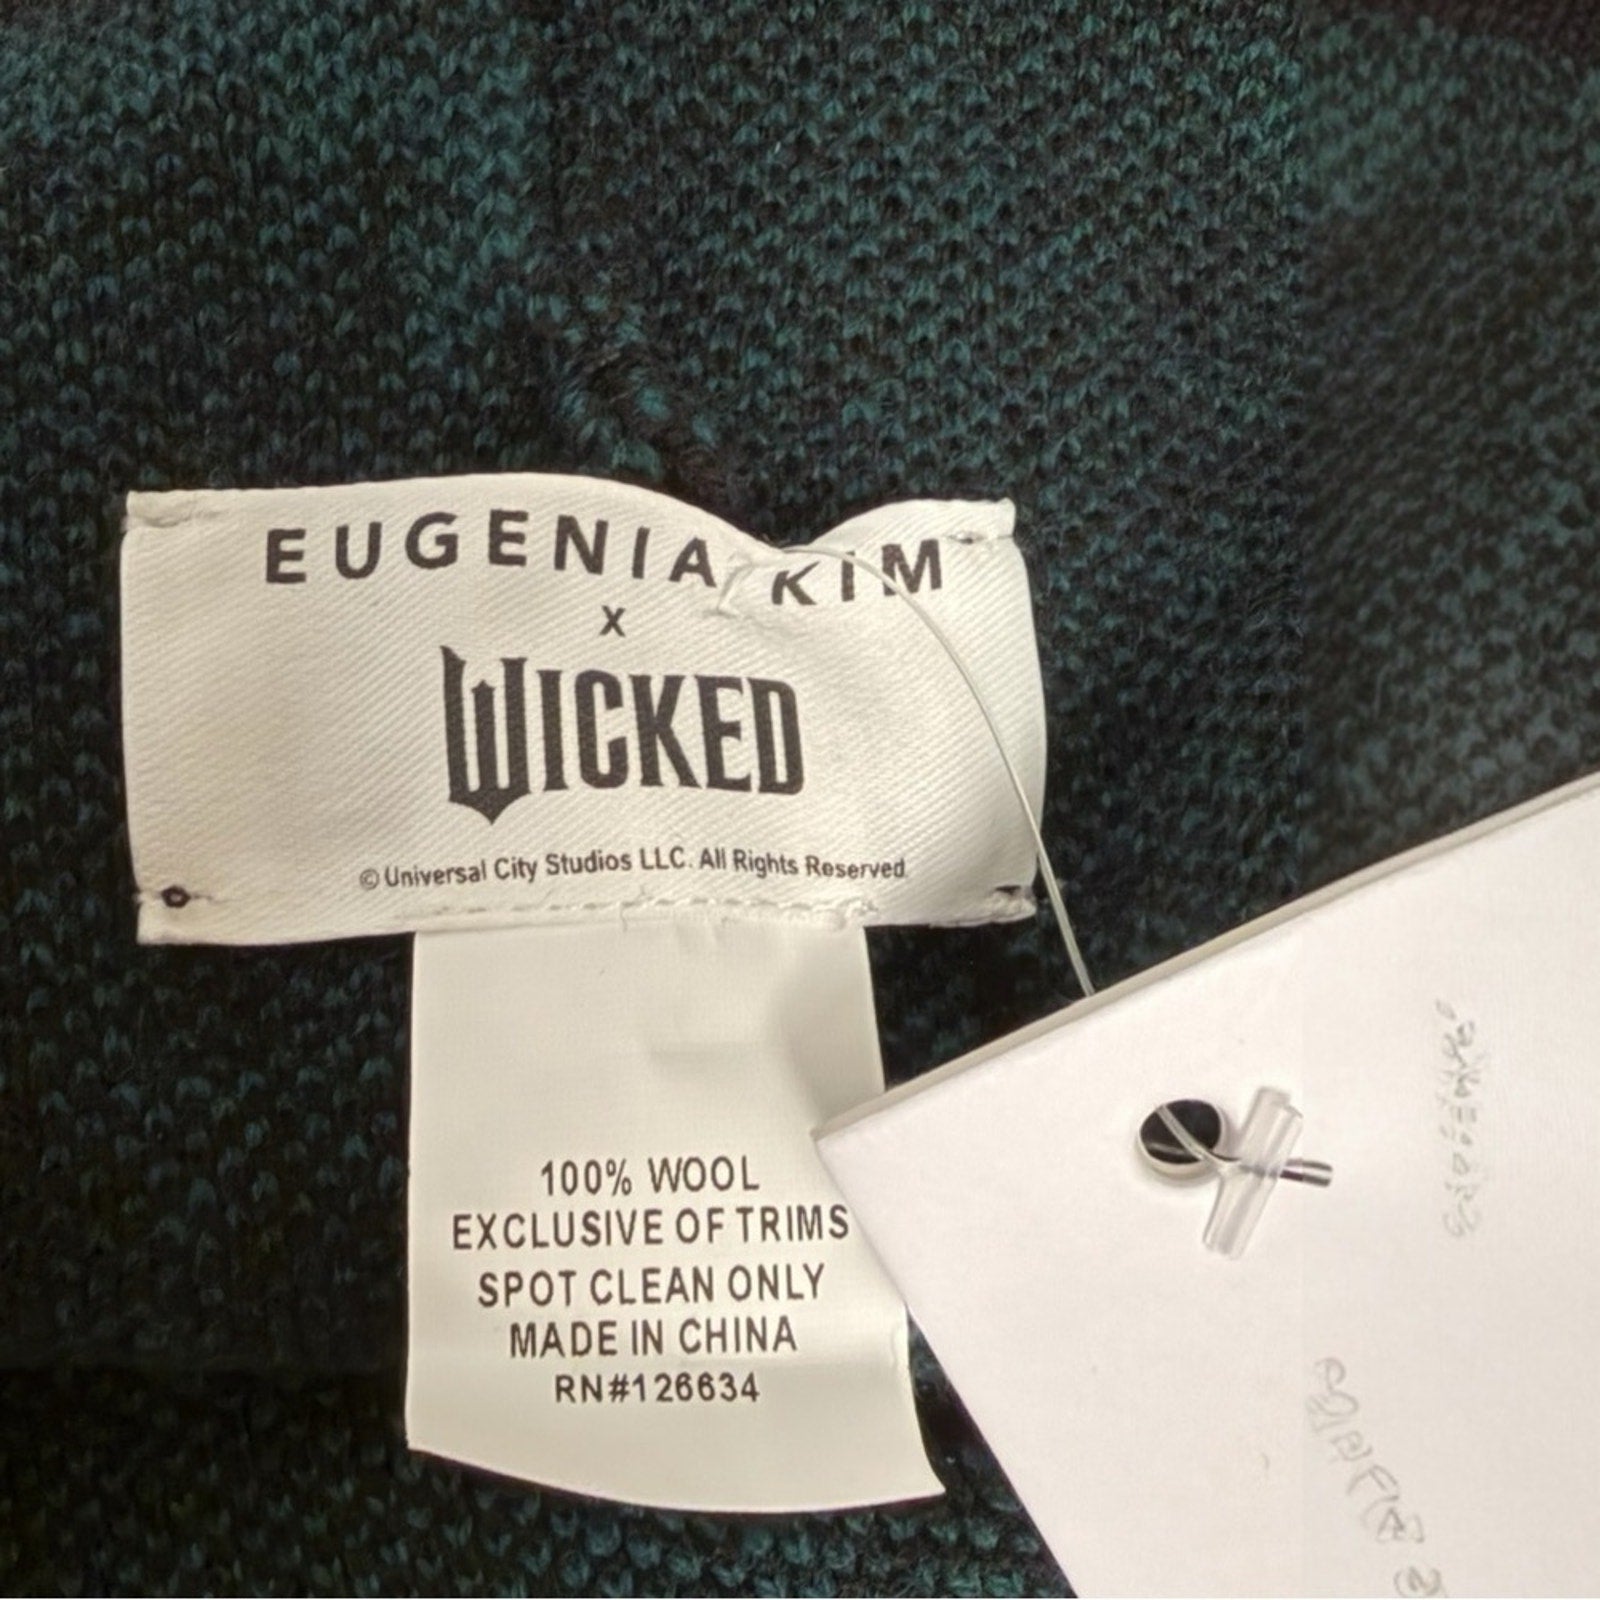 EUGENIA KIM
X
WICKED
© Universal City Studios LLC. All Rights Reserved.
100% WOOL
EXCLUSIVE OF TRIMS
SPOT CLEAN ONLY
MADE IN CHINA
RN#126634